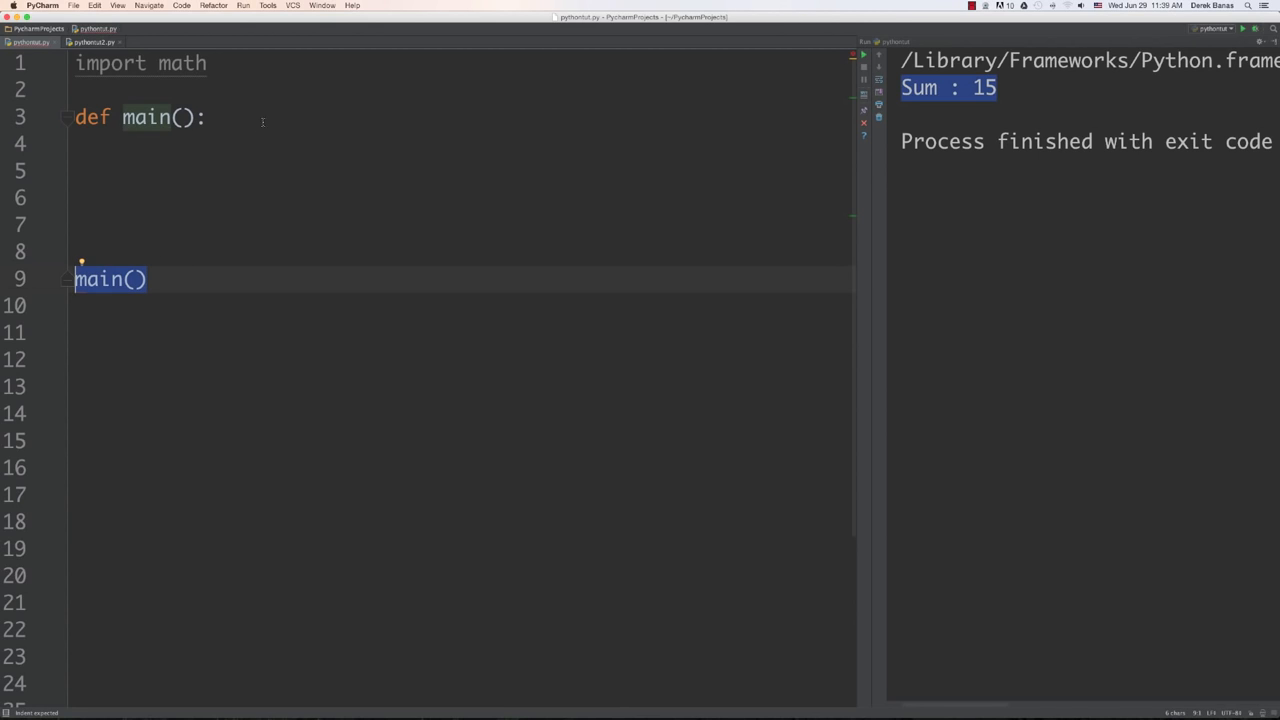 PyCharm File Edit View Navigate Code Refactor Run Tools VCS Window Help
10 Wed Jun 29 11:39 AM Derek Banas
pythontut.py - PycharmProjects - [~/PycharmProjects]
PycharmProjects pythontut.py
pythontut
pythontut.py pythontut2.py
Run: pythontut
1 import math
2
3 def main():
4
5
6
7
8
9 main()
10
11
12
13
14
15
16
17
18
19
20
21
22
23
24
25
/Library/Frameworks/Python.frame
Sum : 15
Process finished with exit code
Indent expected
6 chars 9:1 LF÷ UTF-8÷